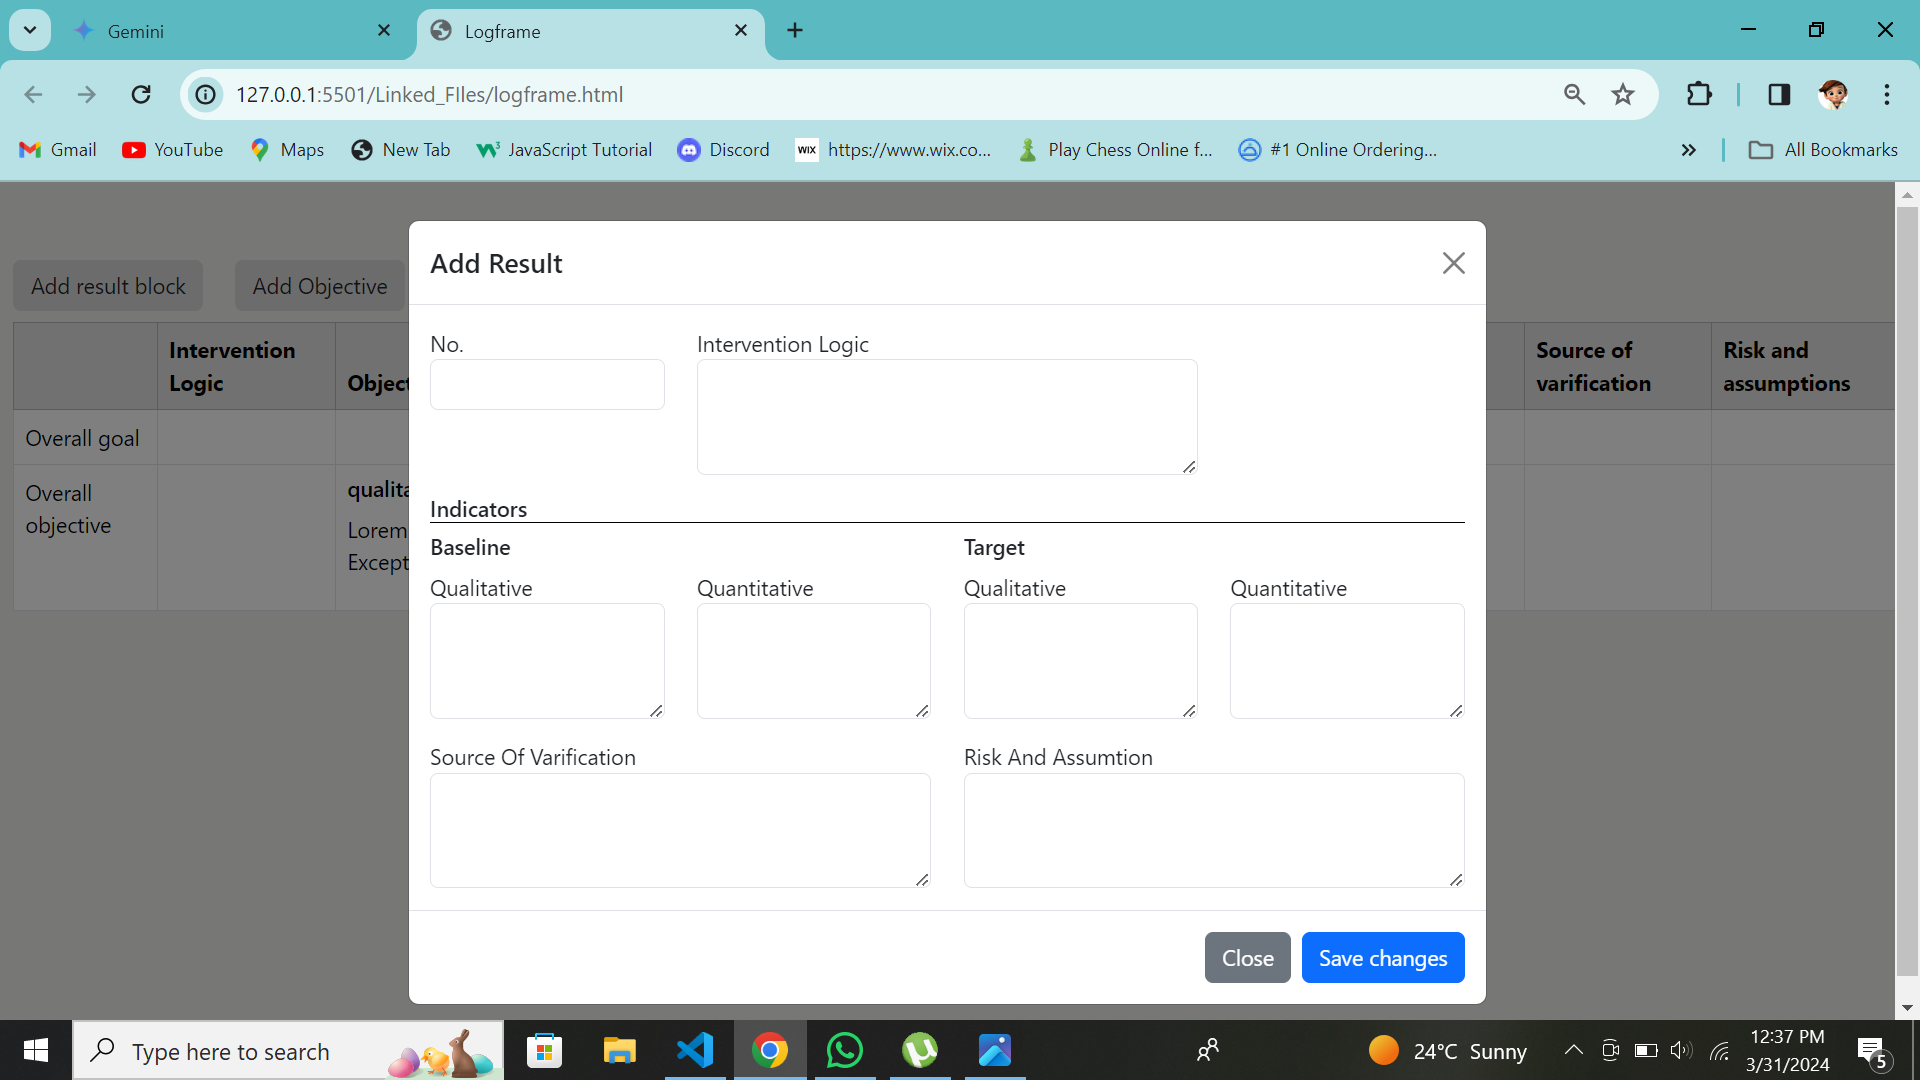 Gemini
Logframe
127.0.0.1:5501/Linked_FIles/logframe.html
Gmail YouTube Maps New Tab JavaScript Tutorial Discord WIX https://www.wix.co... Play Chess Online f... #1 Online Ordering... All Bookmarks
Add result block Add Objective
Intervention Logic
Object
Source of varification
Risk and assumptions
Overall goal
Overall objective
qualita
Lorem
Except
Add Result
No. Intervention Logic
Indicators
Baseline Target
Qualitative Quantitative Qualitative Quantitative
Source Of Varification Risk And Assumtion
Close Save changes
Type here to search
24°C Sunny
12:37 PM
3/31/2024
5